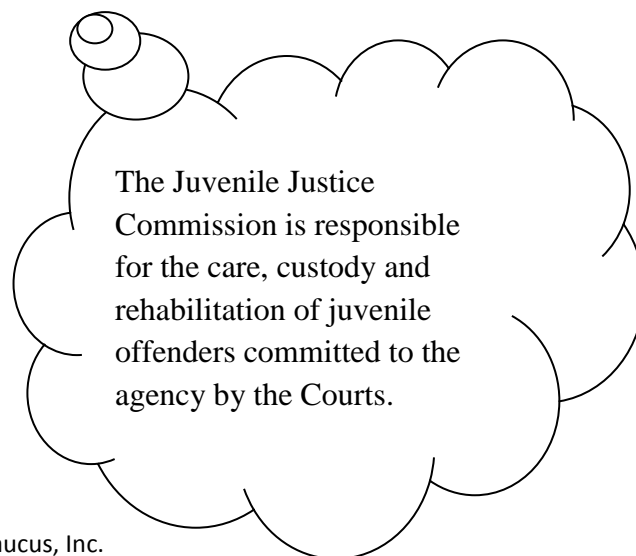 The Juvenile Justice
Commission is responsible
for the care, custody and
rehabilitation of juvenile
offenders committed to the
agency by the Courts.
Inc.